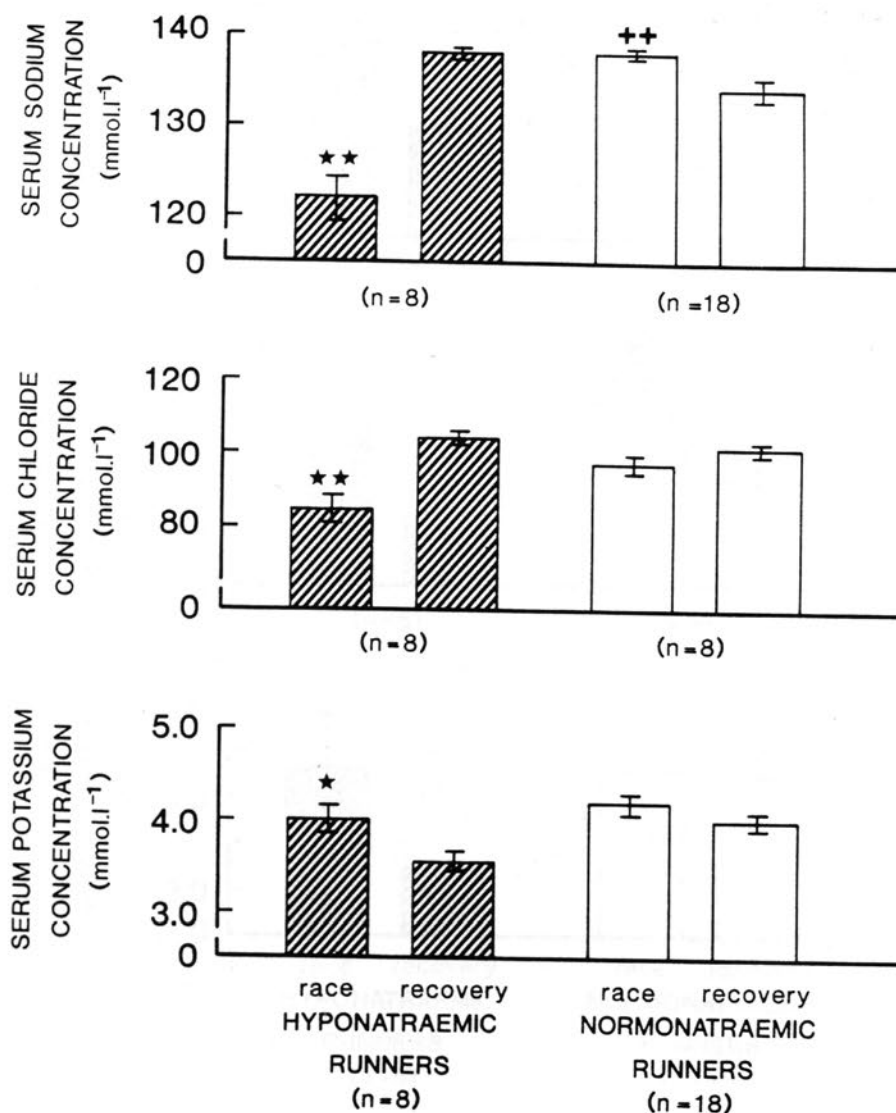 SERUM SODIUM
CONCENTRATION
(mmol.l⁻¹)
140
130
120
0
★ ★
++
(n=8)
(n =18)
SERUM CHLORIDE
CONCENTRATION
(mmol.l⁻¹)
120
100
80
0
★ ★
(n=8)
(n=8)
SERUM POTASSIUM
CONCENTRATION
(mmol.l⁻¹)
5.0
4.0
3.0
0
★
race recovery race recovery
HYPONATRAEMIC NORMONATRAEMIC
RUNNERS RUNNERS
(n=8) (n=18)